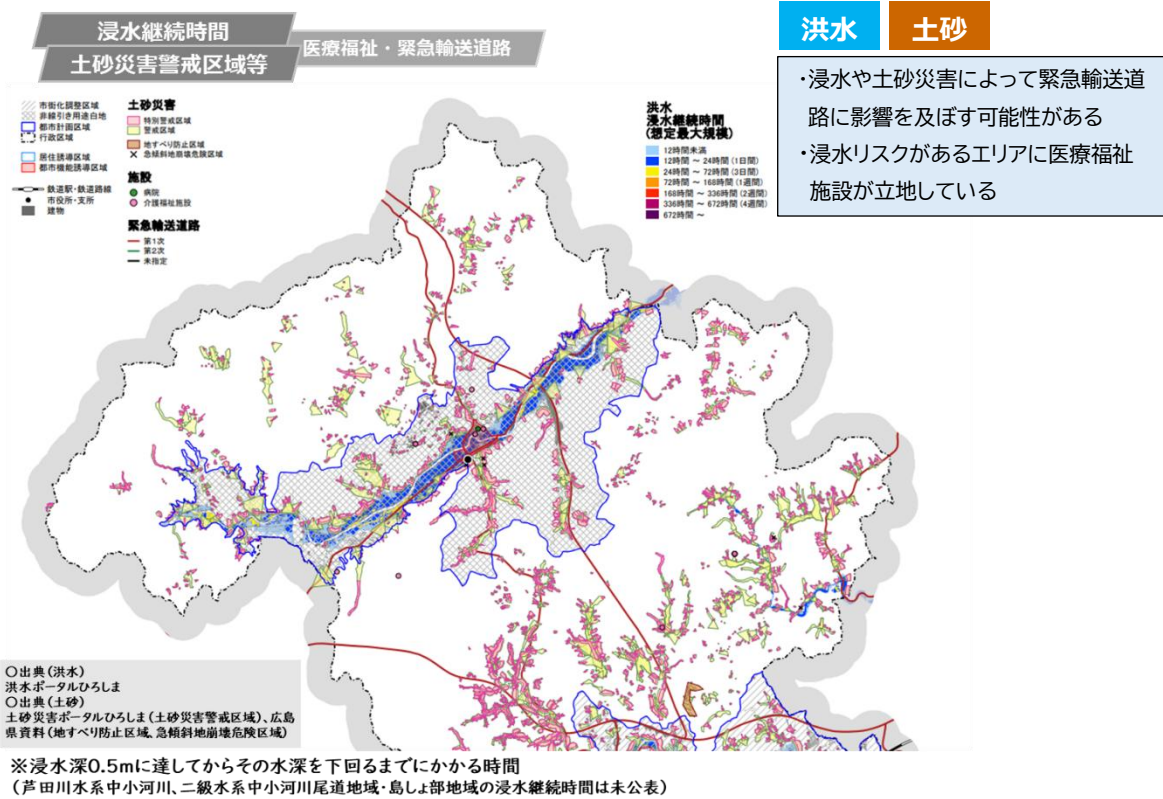 浸水継続時間
土砂災害警戒区域等
医療福祉・緊急輸送道路
洪水
土砂
・浸水や土砂災害によって緊急輸送道
路に影響を及ぼす可能性がある
・浸水リスクがあるエリアに医療福祉
施設が立地している
市街化調整区域
非線引き用途白地
都市計画区域
行政区域
居住誘導区域
都市機能誘導区域
鉄道駅・鉄道路線
市役所・支所
建物
土砂災害
特別警戒区域
警戒区域
地すべり防止区域
急傾斜地崩壊危険区域
施設
病院
介護福祉施設
緊急輸送道路
第1次
第2次
未指定
洪水
浸水継続時間
(想定最大規模)
12時間未満
12時間 ～ 24時間(1日間)
24時間 ～ 72時間(3日間)
72時間 ～ 168時間(1週間)
168時間 ～ 336時間(2週間)
336時間 ～ 672時間(4週間)
672時間 ～
○出典(洪水)
洪水ポータルひろしま
○出典(土砂)
土砂災害ポータルひろしま(土砂災害警戒区域)、広島
県資料(地すべり防止区域、急傾斜地崩壊危険区域)
※浸水深0.5mに達してからその水深を下回るまでにかかる時間
(芦田川水系中小河川、二級水系中小河川尾道地域・島しょ部地域の浸水継続時間は未公表)